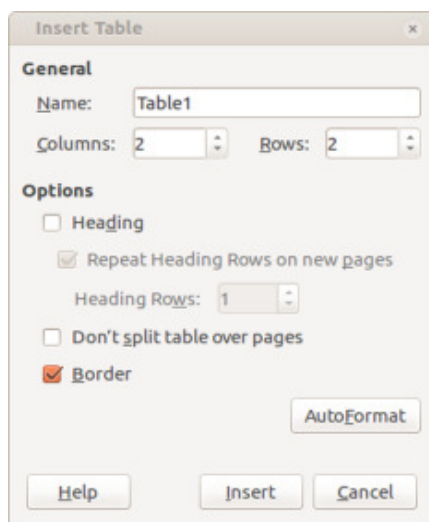 Insert Table
General
Name: Table1
Columns: 2 Rows: 2
Options
Heading
Repeat Heading Rows on new pages
Heading Rows: 1
Don't split table over pages
Border
AutoFormat
Help Insert Cancel